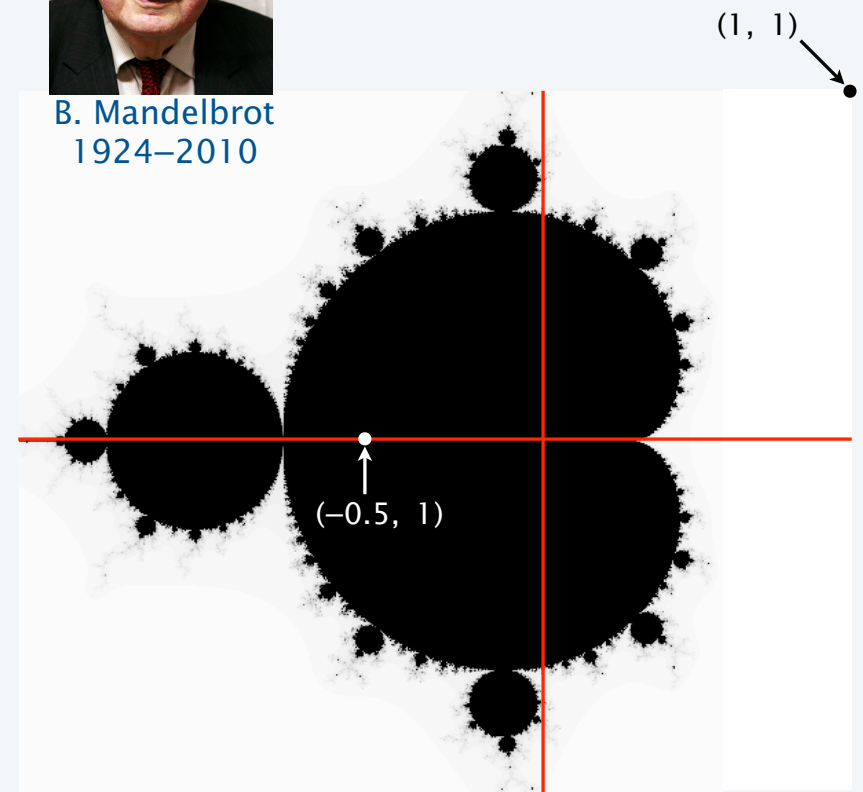 (1, 1)
B. Mandelbrot
1924–2010
(–0.5, 1)